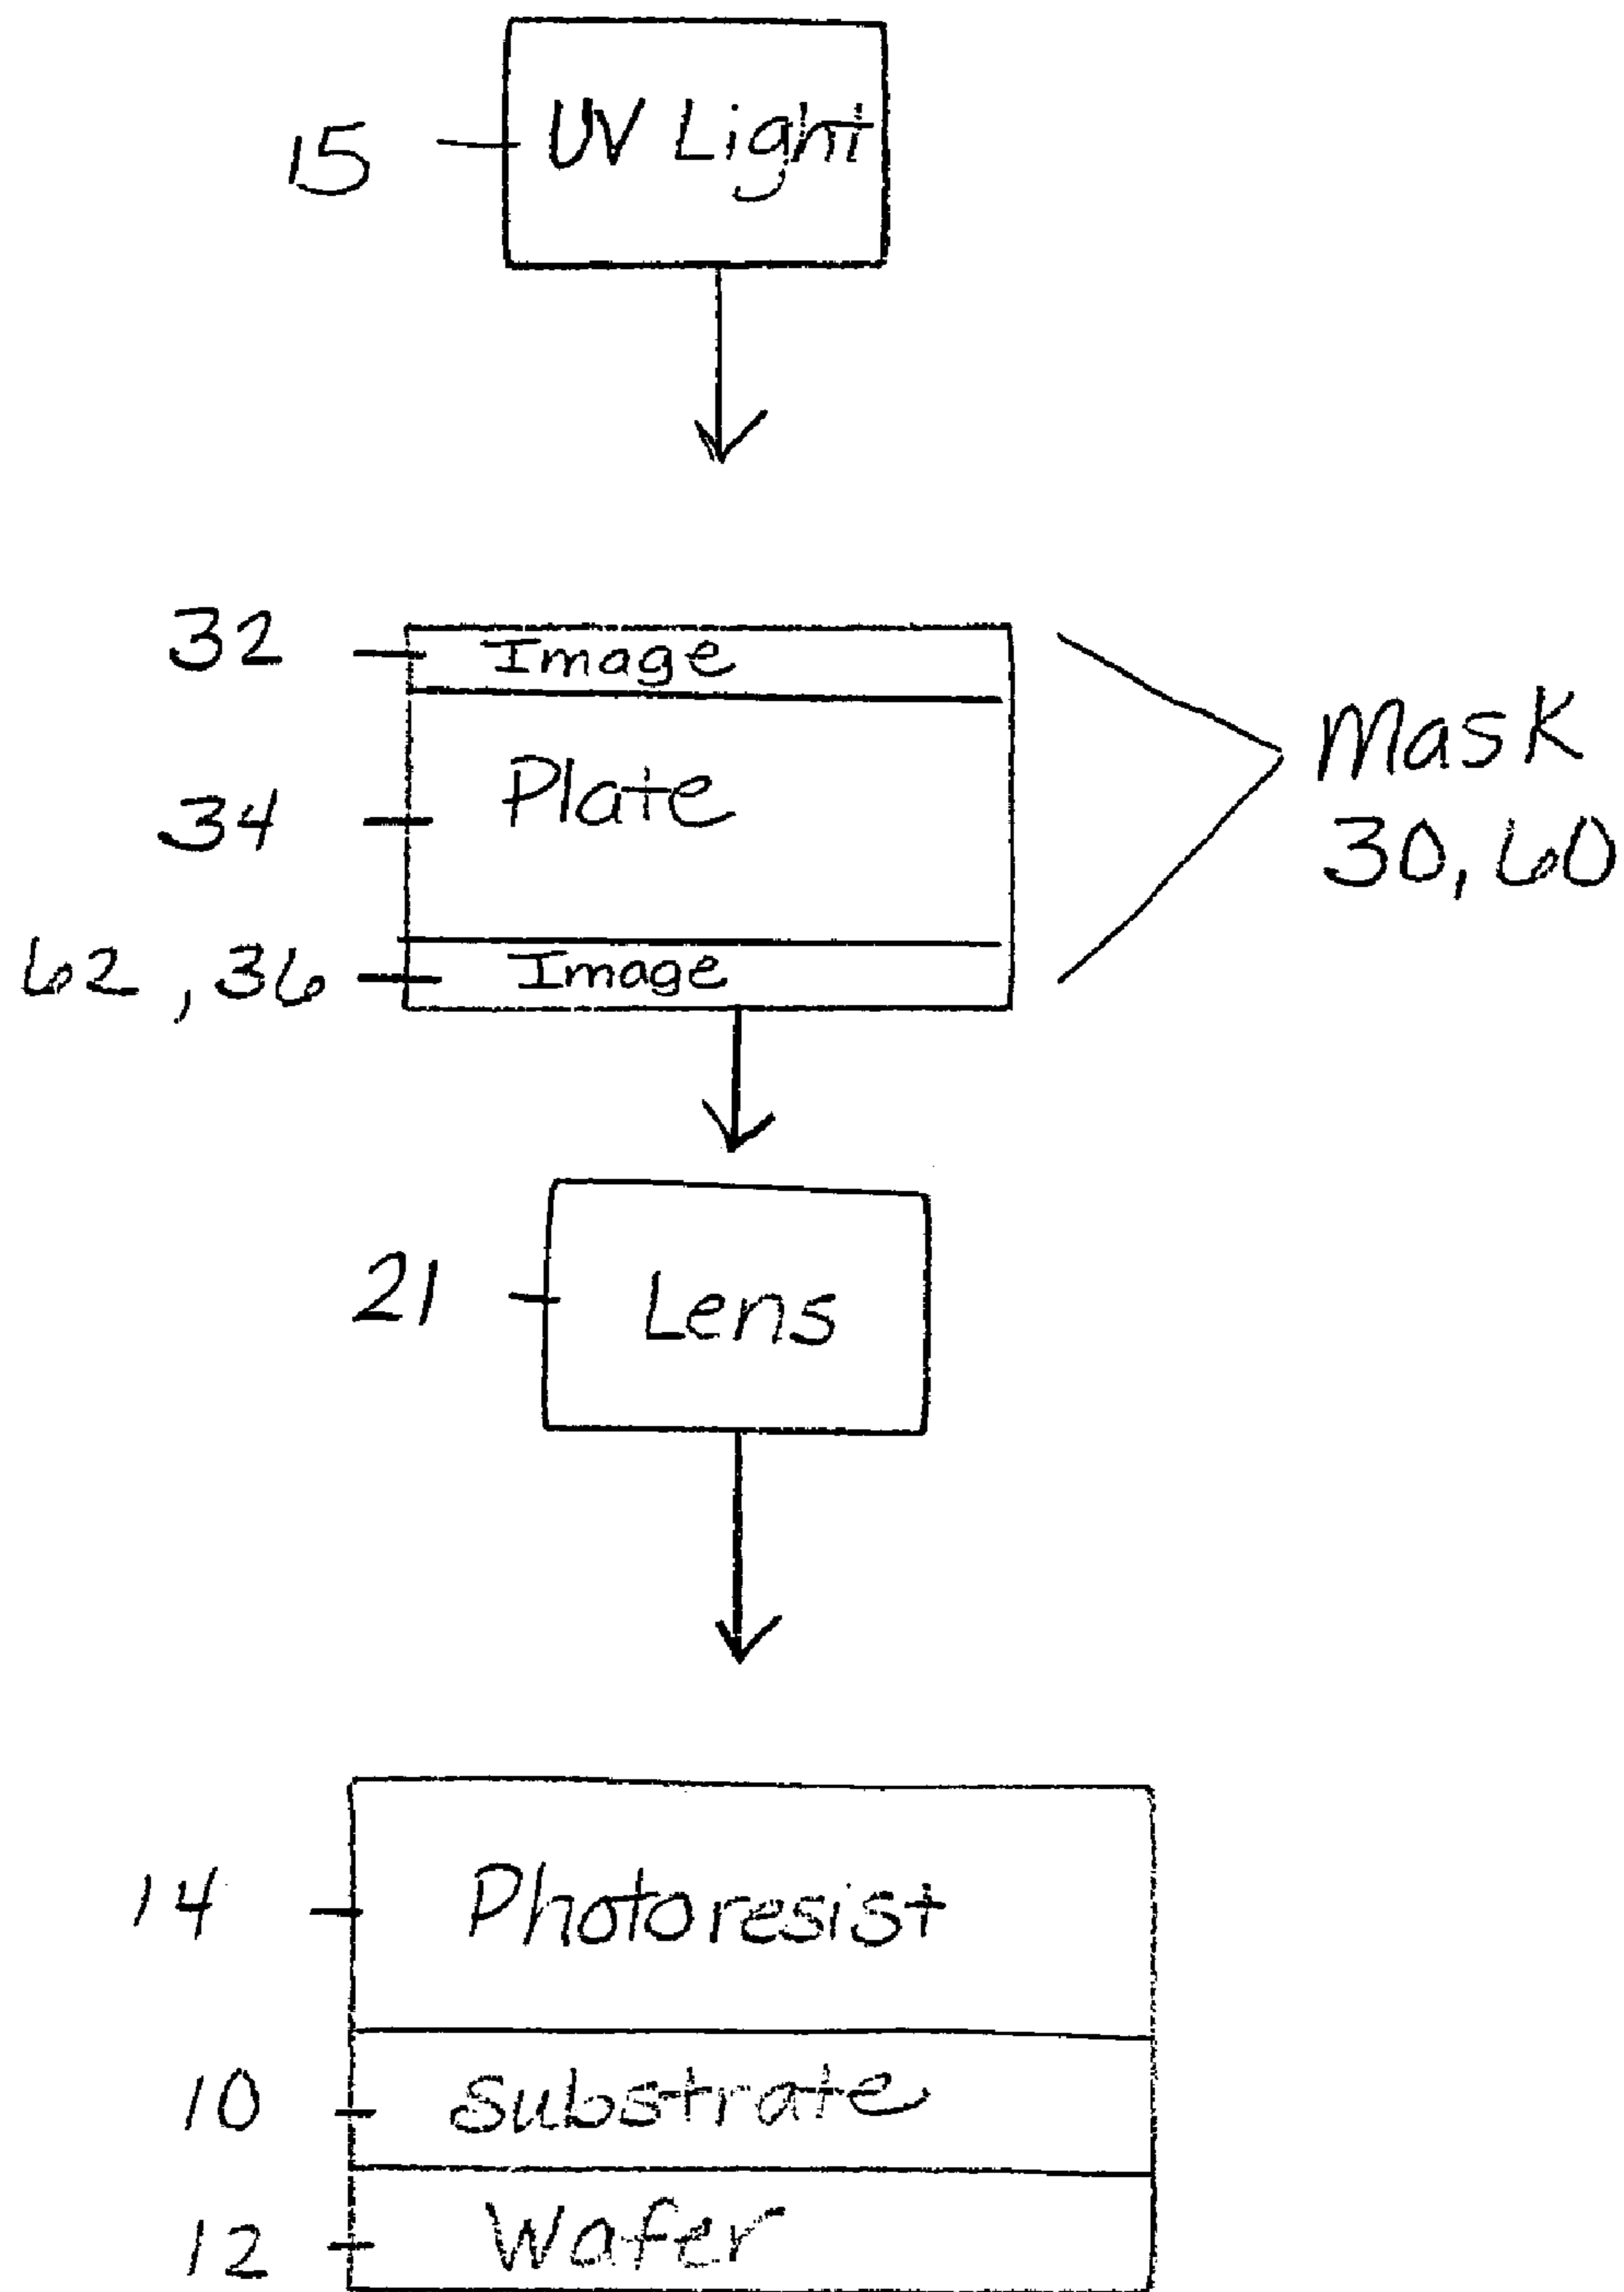 15 UV Light
32 Image
34 Plate
62, 36 Image
Mask
30, 60
21 Lens
14 Photoresist
10 Substrate
12 Wafer